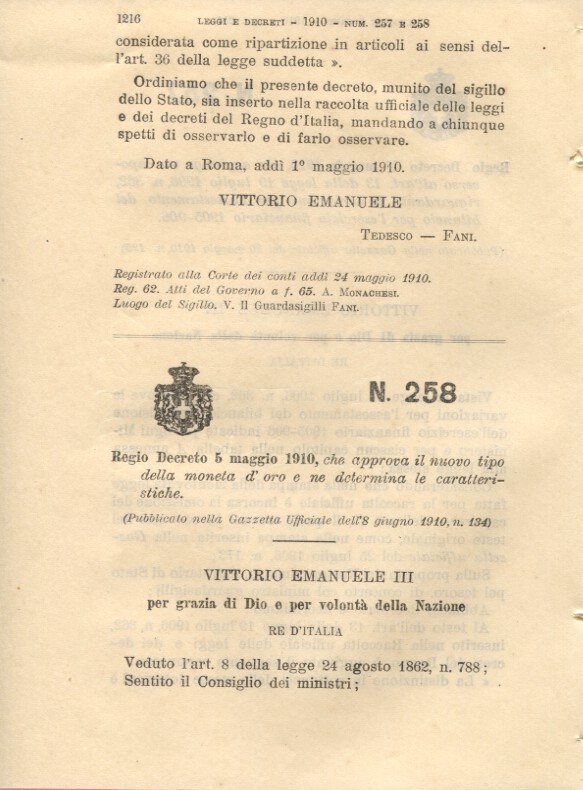 1216 LEGGI E DECRETI - 1910 - NUM. 257 E 258
considerata come ripartizione in articoli ai sensi del-
l'art. 36 della legge suddetta ».
Ordiniamo che il presente decreto, munito del sigillo
dello Stato, sia inserto nella raccolta ufficiale delle leggi
e dei decreti del Regno d'Italia, mandando a chiunque
spetti di osservarlo e di farlo osservare.
Dato a Roma, addì 1º maggio 1910.
VITTORIO EMANUELE
TEDESCO — FANI.
Registrato alla Corte dei conti addì 24 maggio 1910.
Reg. 62. Atti del Governo a f. 65. A. MONACHESI.
Luogo del Sigillo. V. Il Guardasigilli FANI.
N. 258
Regio Decreto 5 maggio 1910, che approva il nuovo tipo
della moneta d'oro e ne determina le caratteri-
stiche.
(Pubblicato nella Gazzetta Ufficiale dell'8 giugno 1910, n. 134)
VITTORIO EMANUELE III
per grazia di Dio e per volontà della Nazione
RE D'ITALIA
Veduto l'art. 8 della legge 24 agosto 1862, n. 788;
Sentito il Consiglio dei ministri;